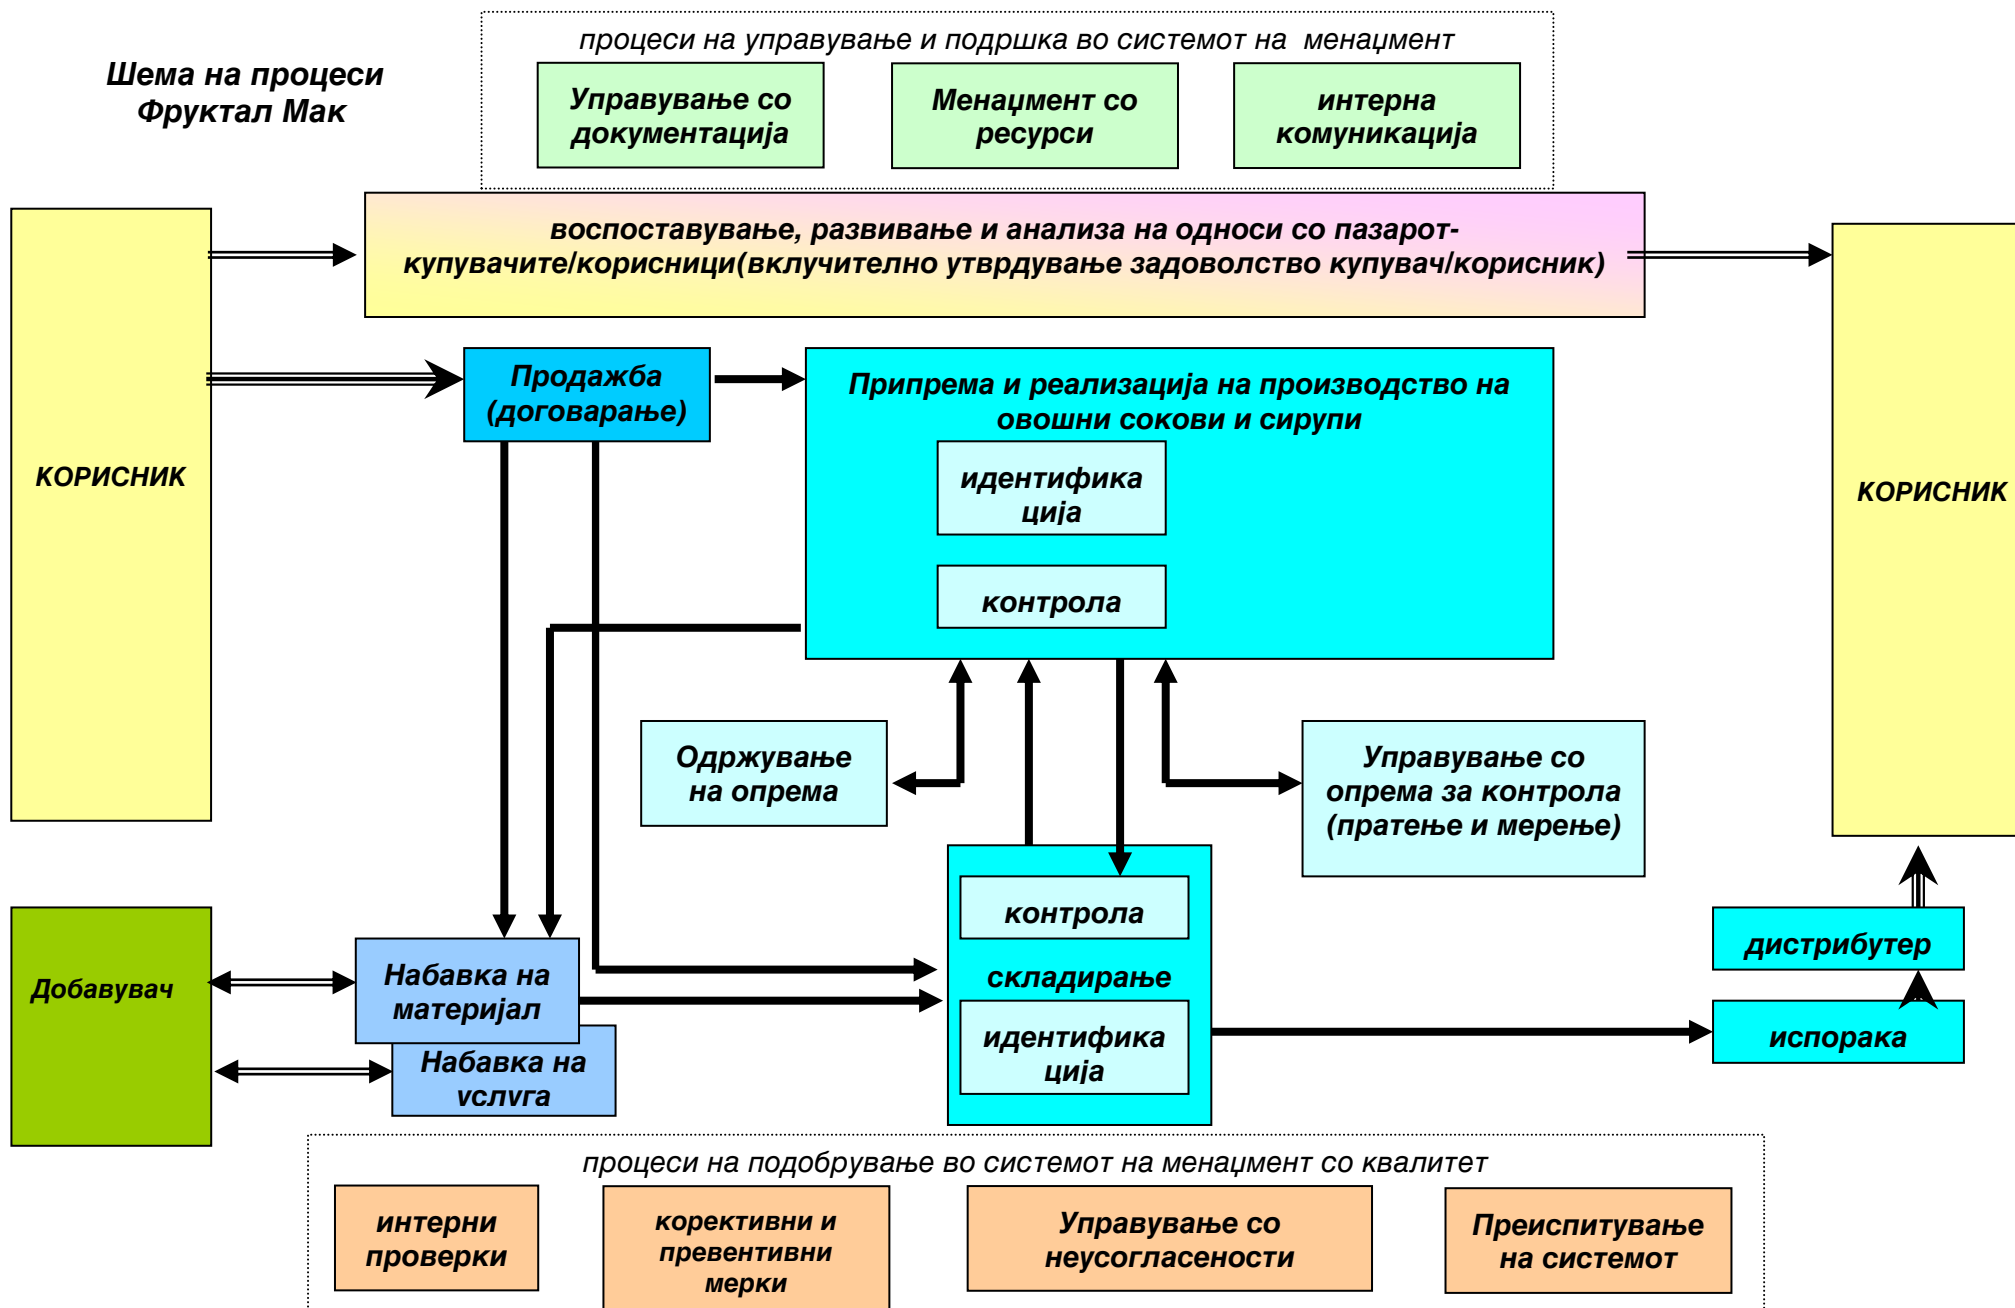 процеси на управување и подршка во системот на  менаџмент
Шема на процеси
Фруктал Мак
Управување со
документација
Менаџмент со
ресурси
интерна
комуникација
воспоставување, развивање и анализа на односи со пазарот-
купувачите/корисници(вклучително утврдување задоволство купувач/корисник)
КОРИСНИК
Продажба
(договарање)
Припрема и реализација на производство на
овошни сокови и сирупи
идентифика
ција
контрола
КОРИСНИК
Одржување
на опрема
Управување со
опрема за контрола
(пратење и мерење)
Добавувач
Набавка на
материјал
Набавка на
услуга
контрола
складирање
идентифика
ција
дистрибутер
испорака
процеси на подобрување во системот на менаџмент со квалитет
интерни
проверки
корективни и
превентивни
мерки
Управување со
неусогласености
Преиспитување
на системот